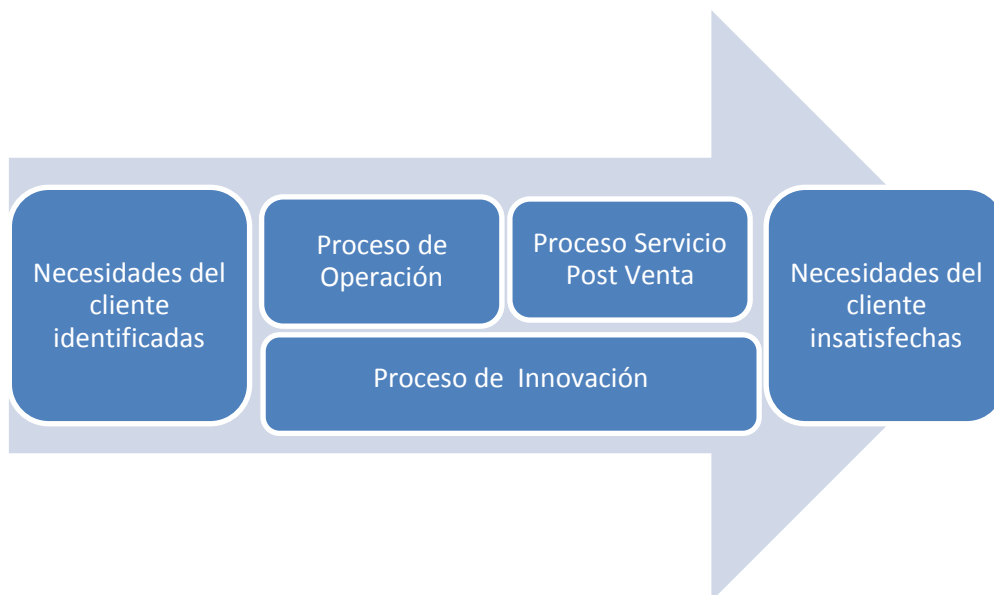 Necesidades del
cliente
identificadas
Proceso de
Operación
Proceso Servicio
Post Venta
Proceso de  Innovación
Necesidades del
cliente
insatisfechas